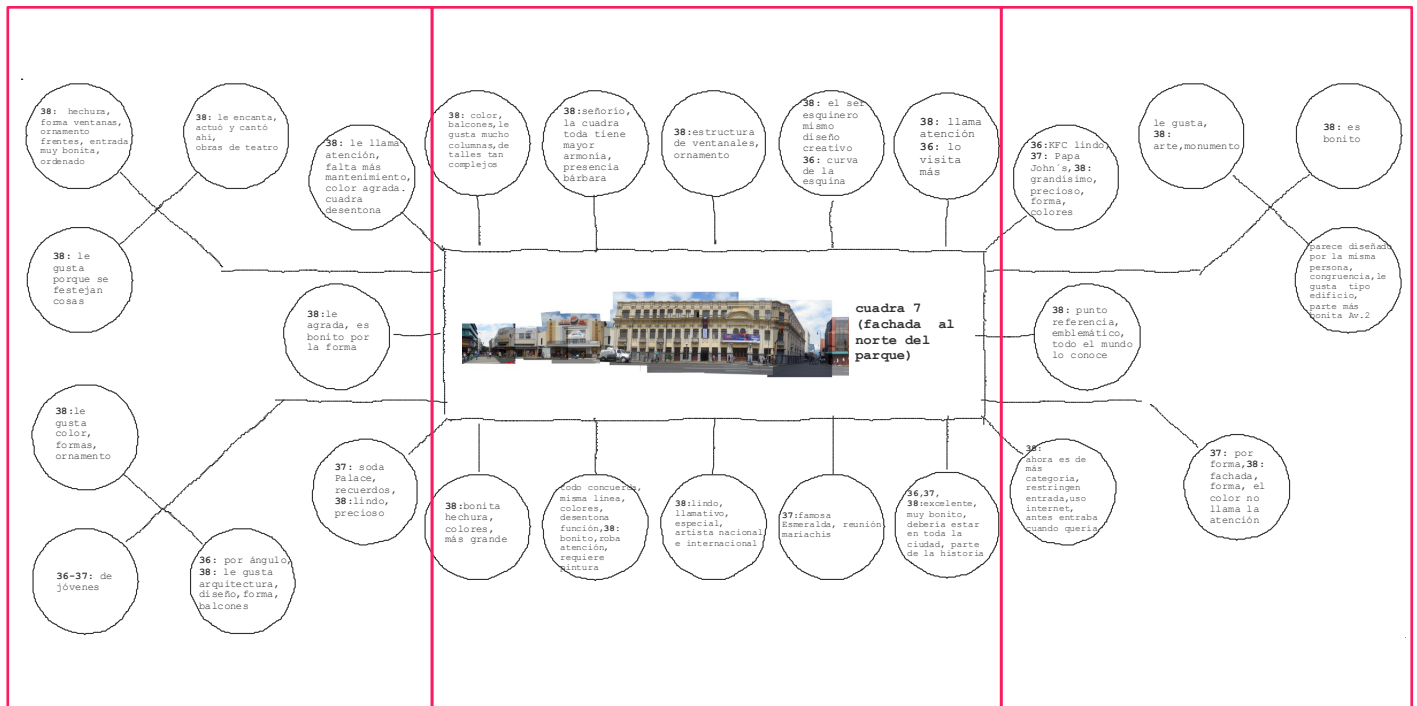 38: hechura,
forma ventanas,
ornamento
frentes, entrada
muy bonita,
ordenado
38: le encanta,
actuó y cantó
ahí,
obras de teatro
38: le llama
atención,
falta más
mantenimiento,
color agrada.
cuadra
desentona
38: color,
balcones,le
gusta mucho
columnas,de
talles tan
complejos
38:señorío,
la cuadra
toda tiene
mayor
armonía,
presencia
bárbara
38:estructura
de ventanales,
ornamento
38: el ser
esquinero
mismo
diseño
creativo
36: curva
de la
esquina
38: llama
atención
36: lo
visita
más
36:KFC lindo,
37: Papa
John´s,38:
grandísimo,
precioso,
forma,
colores
le gusta,
38:
arte,monumento
38: es
bonito
38: le
gusta
porque se
festejan
cosas
38:le
agrada, es
bonito por
la forma
cuadra 7
(fachada al
norte del
parque)
38: punto
referencia,
emblemático,
todo el mundo
lo conoce
parece diseñado
por la misma
persona,
congruencia,le
gusta tipo
edificio,
parte más
bonita Av.2
38:le
gusta
color,
formas,
ornamento
37: soda
Palace,
recuerdos,
38:lindo,
precioso
36-37: de
jóvenes
36: por ángulo,
38: le gusta
arquitectura,
diseño,forma,
balcones
38:bonita
hechura,
colores,
más grande
todo concuerda,
misma linea,
colores,
desentona
función,38:
bonito,roba
atención,
requiere
pintura
38:lindo,
llamativo,
especial,
artista nacional
e internacional
37:famosa
Esmeralda, reunión
mariachis
36,37,
38:excelente,
muy bonito,
debería estar
en toda la
ciudad, parte
de la historia
38:
ahora es de
más
categoría,
restringen
entrada,uso
internet,
antes entraba
cuando quería
37: por
forma,38:
fachada,
forma, el
color no
llama la
atención